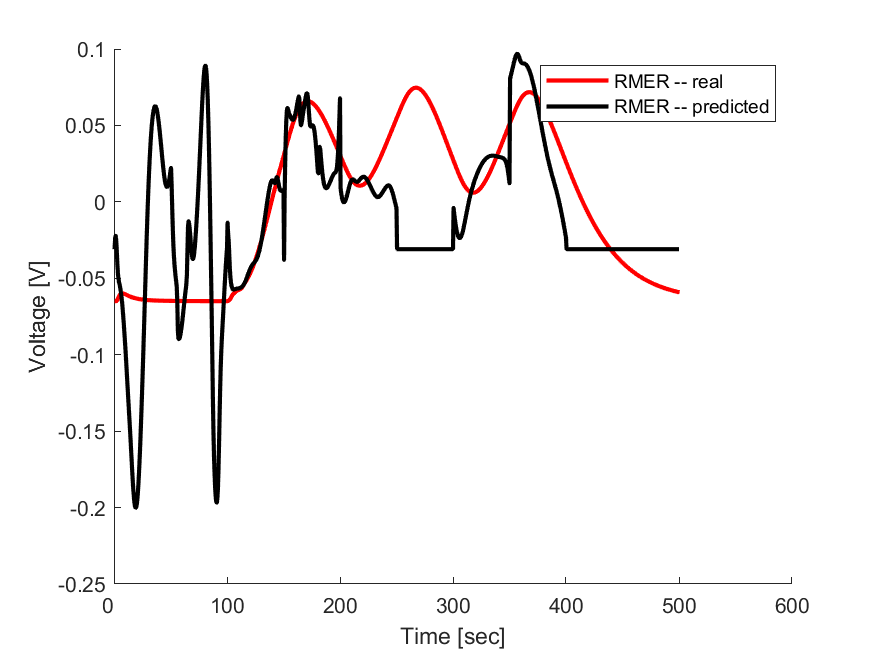 0.1
0.05
0
-0.05
-0.1
-0.15
-0.2
-0.25
Voltage [V]
RMER -- real
RMER -- predicted
0 100 200 300 400 500 600
Time [sec]